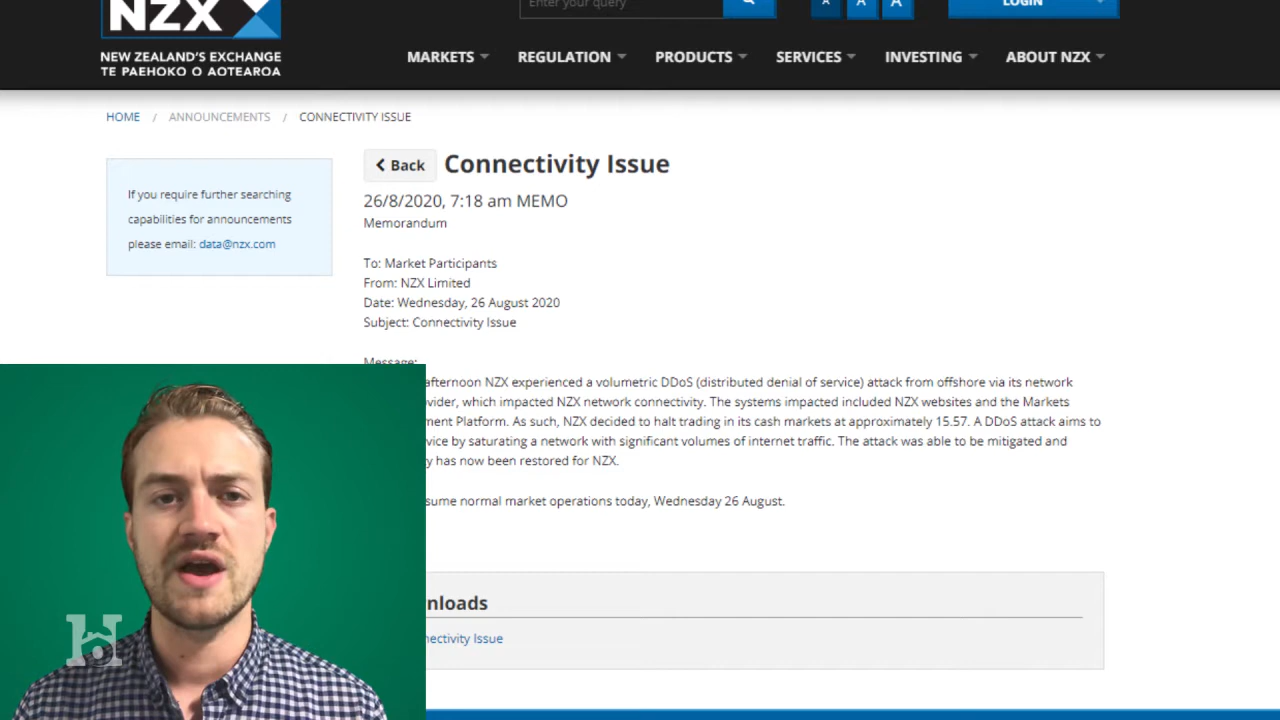 NZX
NEW ZEALAND'S EXCHANGE
TE PAEHOKO O AOTEAROA
Enter your query
A A A
LOGIN
MARKETS REGULATION PRODUCTS SERVICES INVESTING ABOUT NZX
HOME / ANNOUNCEMENTS / CONNECTIVITY ISSUE
If you require further searching
capabilities for announcements
please email: data@nzx.com
Back Connectivity Issue
26/8/2020, 7:18 am MEMO
Memorandum
To: Market Participants
From: NZX Limited
Date: Wednesday, 26 August 2020
Subject: Connectivity Issue
Message:
afternoon NZX experienced a volumetric DDoS (distributed denial of service) attack from offshore via its network
which impacted NZX network connectivity. The systems impacted included NZX websites and the Markets
Platform. As such, NZX decided to halt trading in its cash markets at approximately 15.57. A DDoS attack aims to
by saturating a network with significant volumes of internet traffic. The attack was able to be mitigated and
has now been restored for NZX.
normal market operations today, Wednesday 26 August.
nloads
nectivity Issue
H